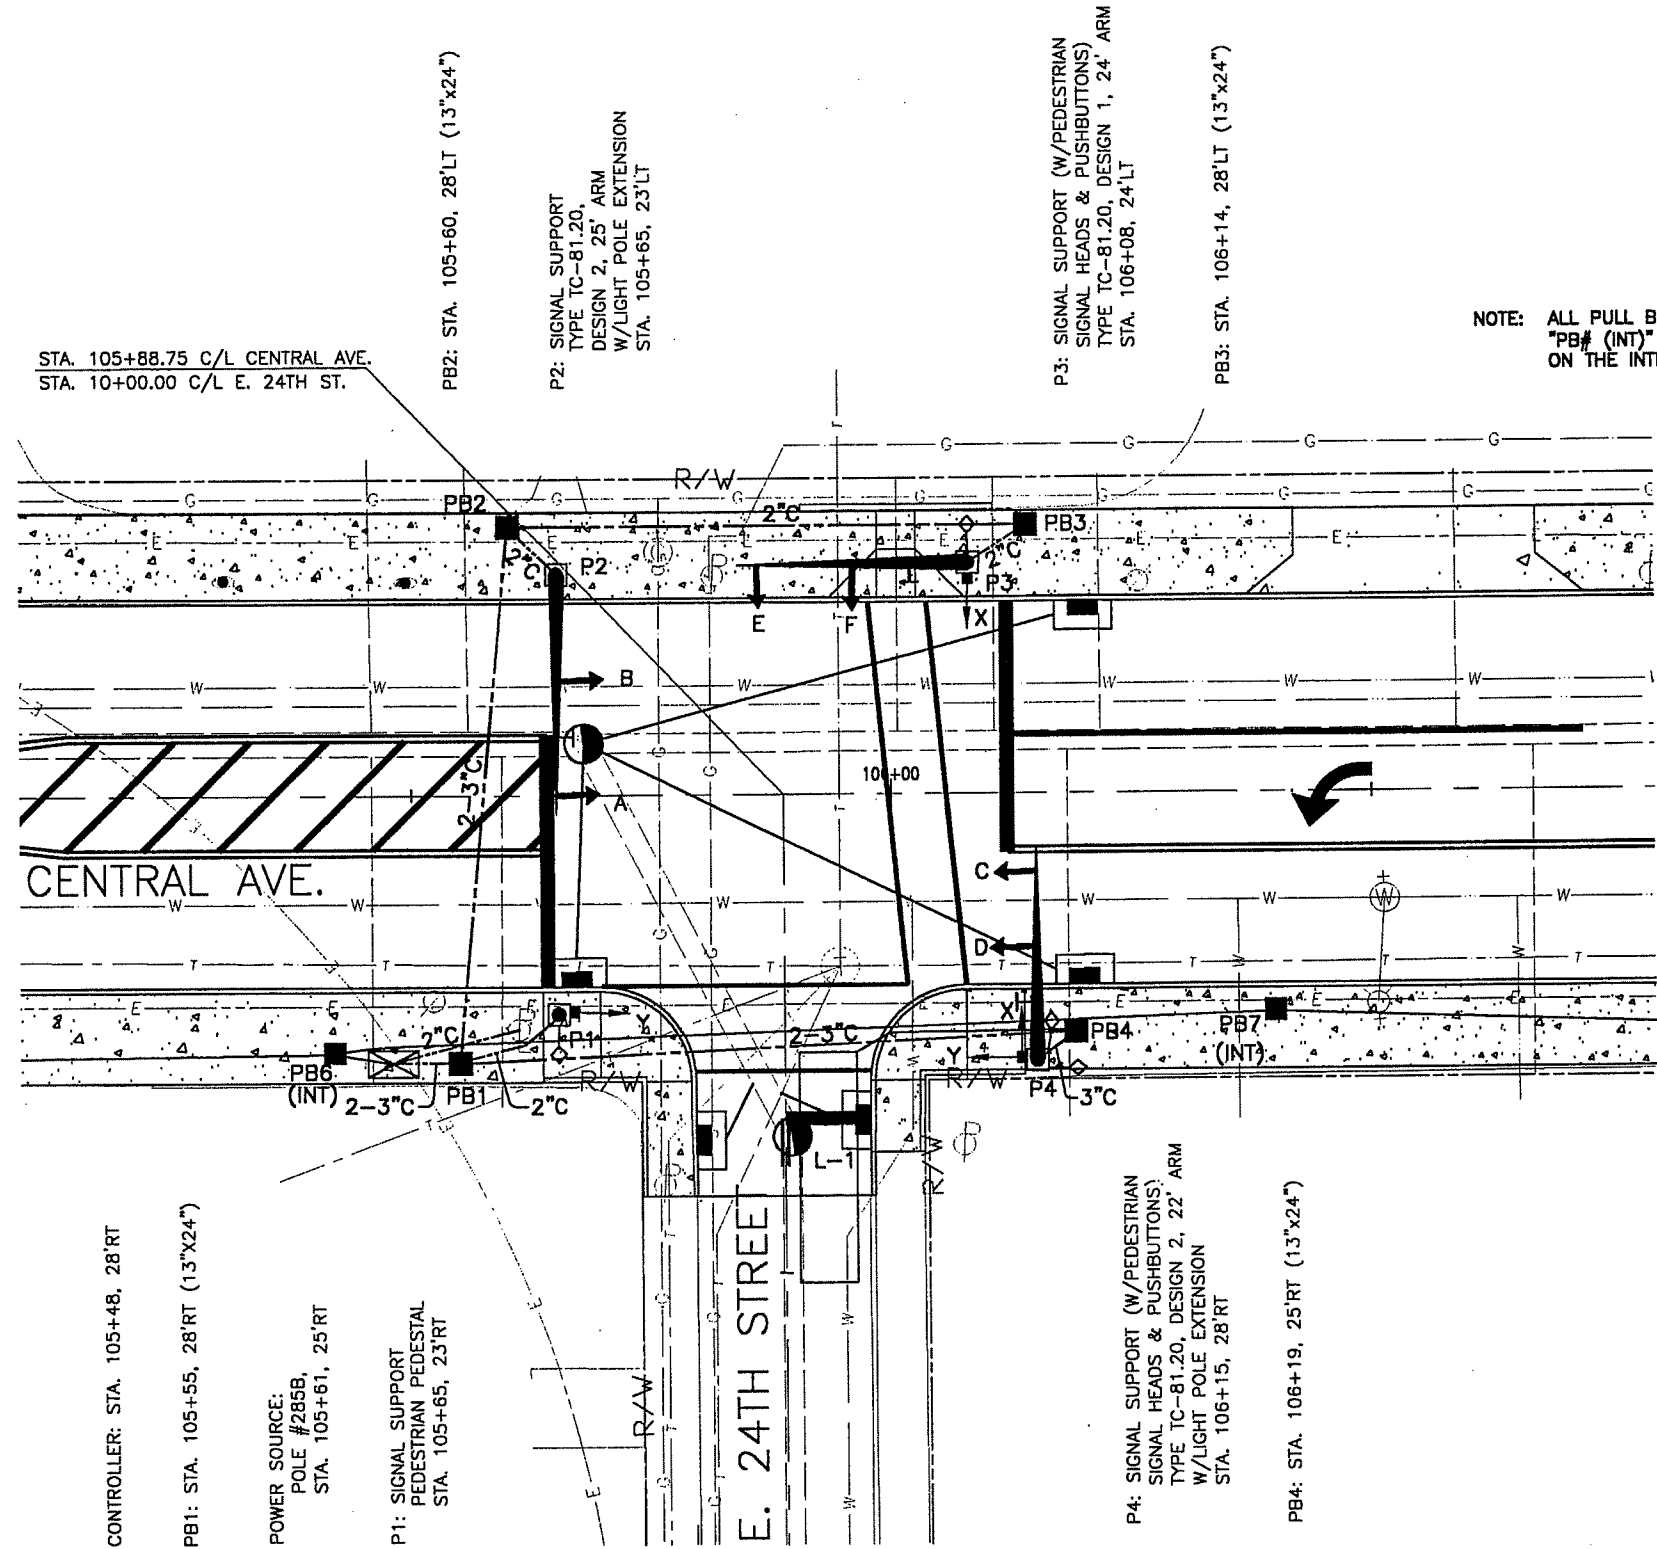 PB2: STA. 105+60, 28'LT (13"x24")
P2: SIGNAL SUPPORT
TYPE TC-81.20,
DESIGN 2, 25' ARM
W/LIGHT POLE EXTENSION
STA. 105+65, 23'LT
P3: SIGNAL SUPPORT (W/PEDESTRIAN
SIGNAL HEADS & PUSHBUTTONS)
TYPE TC-81.20, DESIGN 1, 24' ARM
STA. 106+08, 24'LT
PB3: STA. 106+14, 28'LT (13"x24")
NOTE: ALL PULL B
"PB# (INT)"
ON THE INT
STA. 105+88.75 C/L CENTRAL AVE.
STA. 10+00.00 C/L E. 24TH ST.
G G G G
R/W
G G G G G G G
PB2
2"C
PB3
E E E E E E
2"C
P2
2"C
P3
E
F
X
B
W W W W W W W
2-3"C
A
100+00
CENTRAL AVE.
C
D
W W W W W W
W
T T T T T T
E E E E E
Y
P1
2"C
2-3"C
X
PB4
PB7
(INT)
Y
PB6
(INT)
2-3"C
PB1
2"C
R/W
R/W
P4
3"C
L-1
R/W
R/W
E. 24TH STREET
CONTROLLER: STA. 105+48, 28'RT
PB1: STA. 105+55, 28'RT (13"X24")
POWER SOURCE:
POLE #285B,
STA. 105+61, 25'RT
P1: SIGNAL SUPPORT
PEDESTRIAN PEDESTAL
STA. 105+65, 23'RT
P4: SIGNAL SUPPORT (W/PEDESTRIAN
SIGNAL HEADS & PUSHBUTTONS)
TYPE TC-81.20, DESIGN 2, 22' ARM
W/LIGHT POLE EXTENSION
STA. 106+15, 28'RT
PB4: STA. 106+19, 25'RT (13"x24")